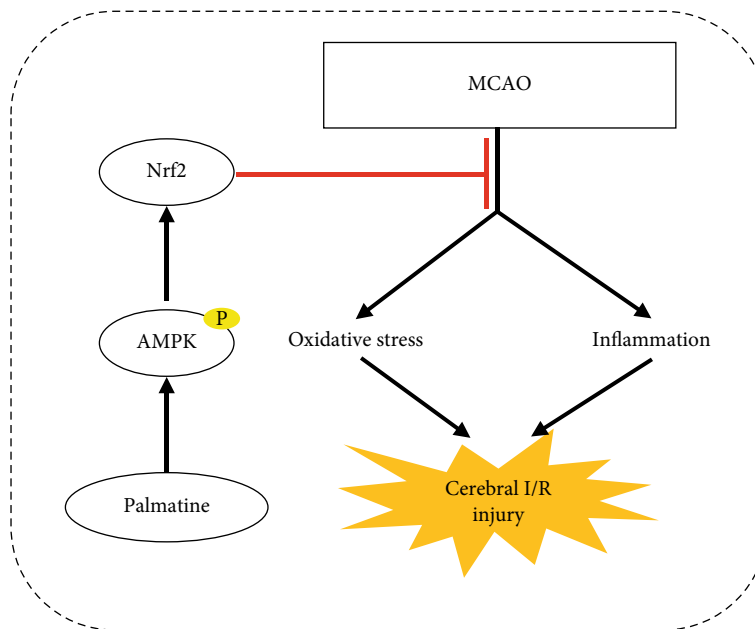 MCAO
Nrf2
P
AMPK
Oxidative stress
Inflammation
Palmatine
Cerebral I/R
injury